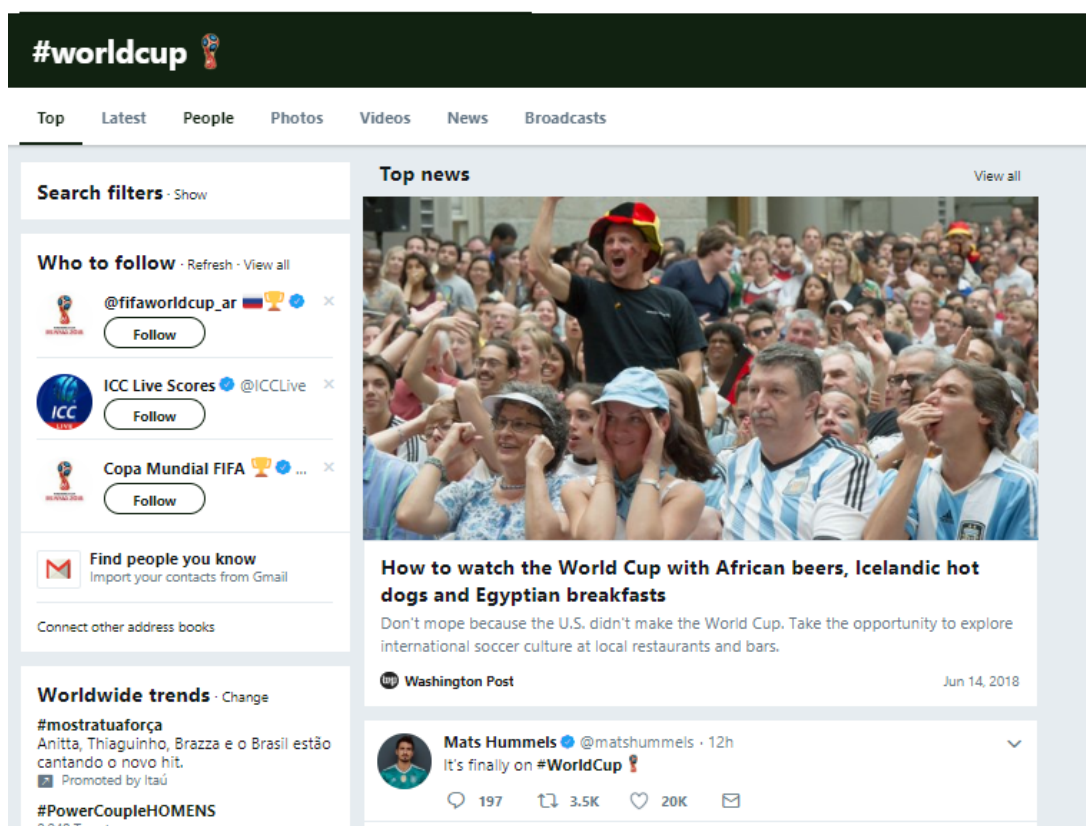 #worldcup
Top Latest People Photos Videos News Broadcasts
Search filters · Show
Who to follow · Refresh · View all
@fifaworldcup_ar
Follow
ICC Live Scores @ICCLive
ICC
LIVE
Follow
Copa Mundial FIFA ...
Follow
Find people you know
Import your contacts from Gmail
Connect other address books
Worldwide trends · Change
#mostratuaforça
Anitta, Thiaguinho, Brazza e o Brasil estão
cantando o novo hit.
Promoted by Itaú
#PowerCoupleHOMENS
Top news
View all
How to watch the World Cup with African beers, Icelandic hot
dogs and Egyptian breakfasts
Don't mope because the U.S. didn't make the World Cup. Take the opportunity to explore
international soccer culture at local restaurants and bars.
wp Washington Post Jun 14, 2018
Mats Hummels @matshummels · 12h
It's finally on #WorldCup
197 3.5K 20K